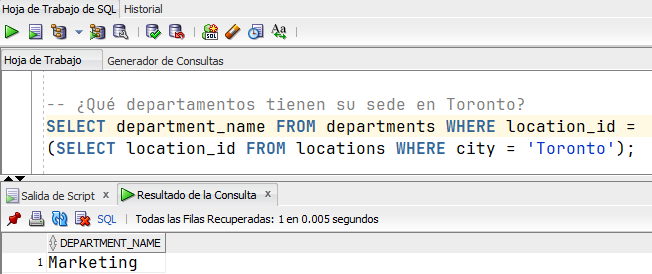 Hoja de Trabajo de SQL Historial
Hoja de Trabajo Generador de Consultas
-- ¿Qué departamentos tienen su sede en Toronto?
SELECT department_name FROM departments WHERE location_id =
(SELECT location_id FROM locations WHERE city = 'Toronto');
Salida de Script x Resultado de la Consulta x
SQL | Todas las Filas Recuperadas: 1 en 0.005 segundos
DEPARTMENT_NAME
1 Marketing